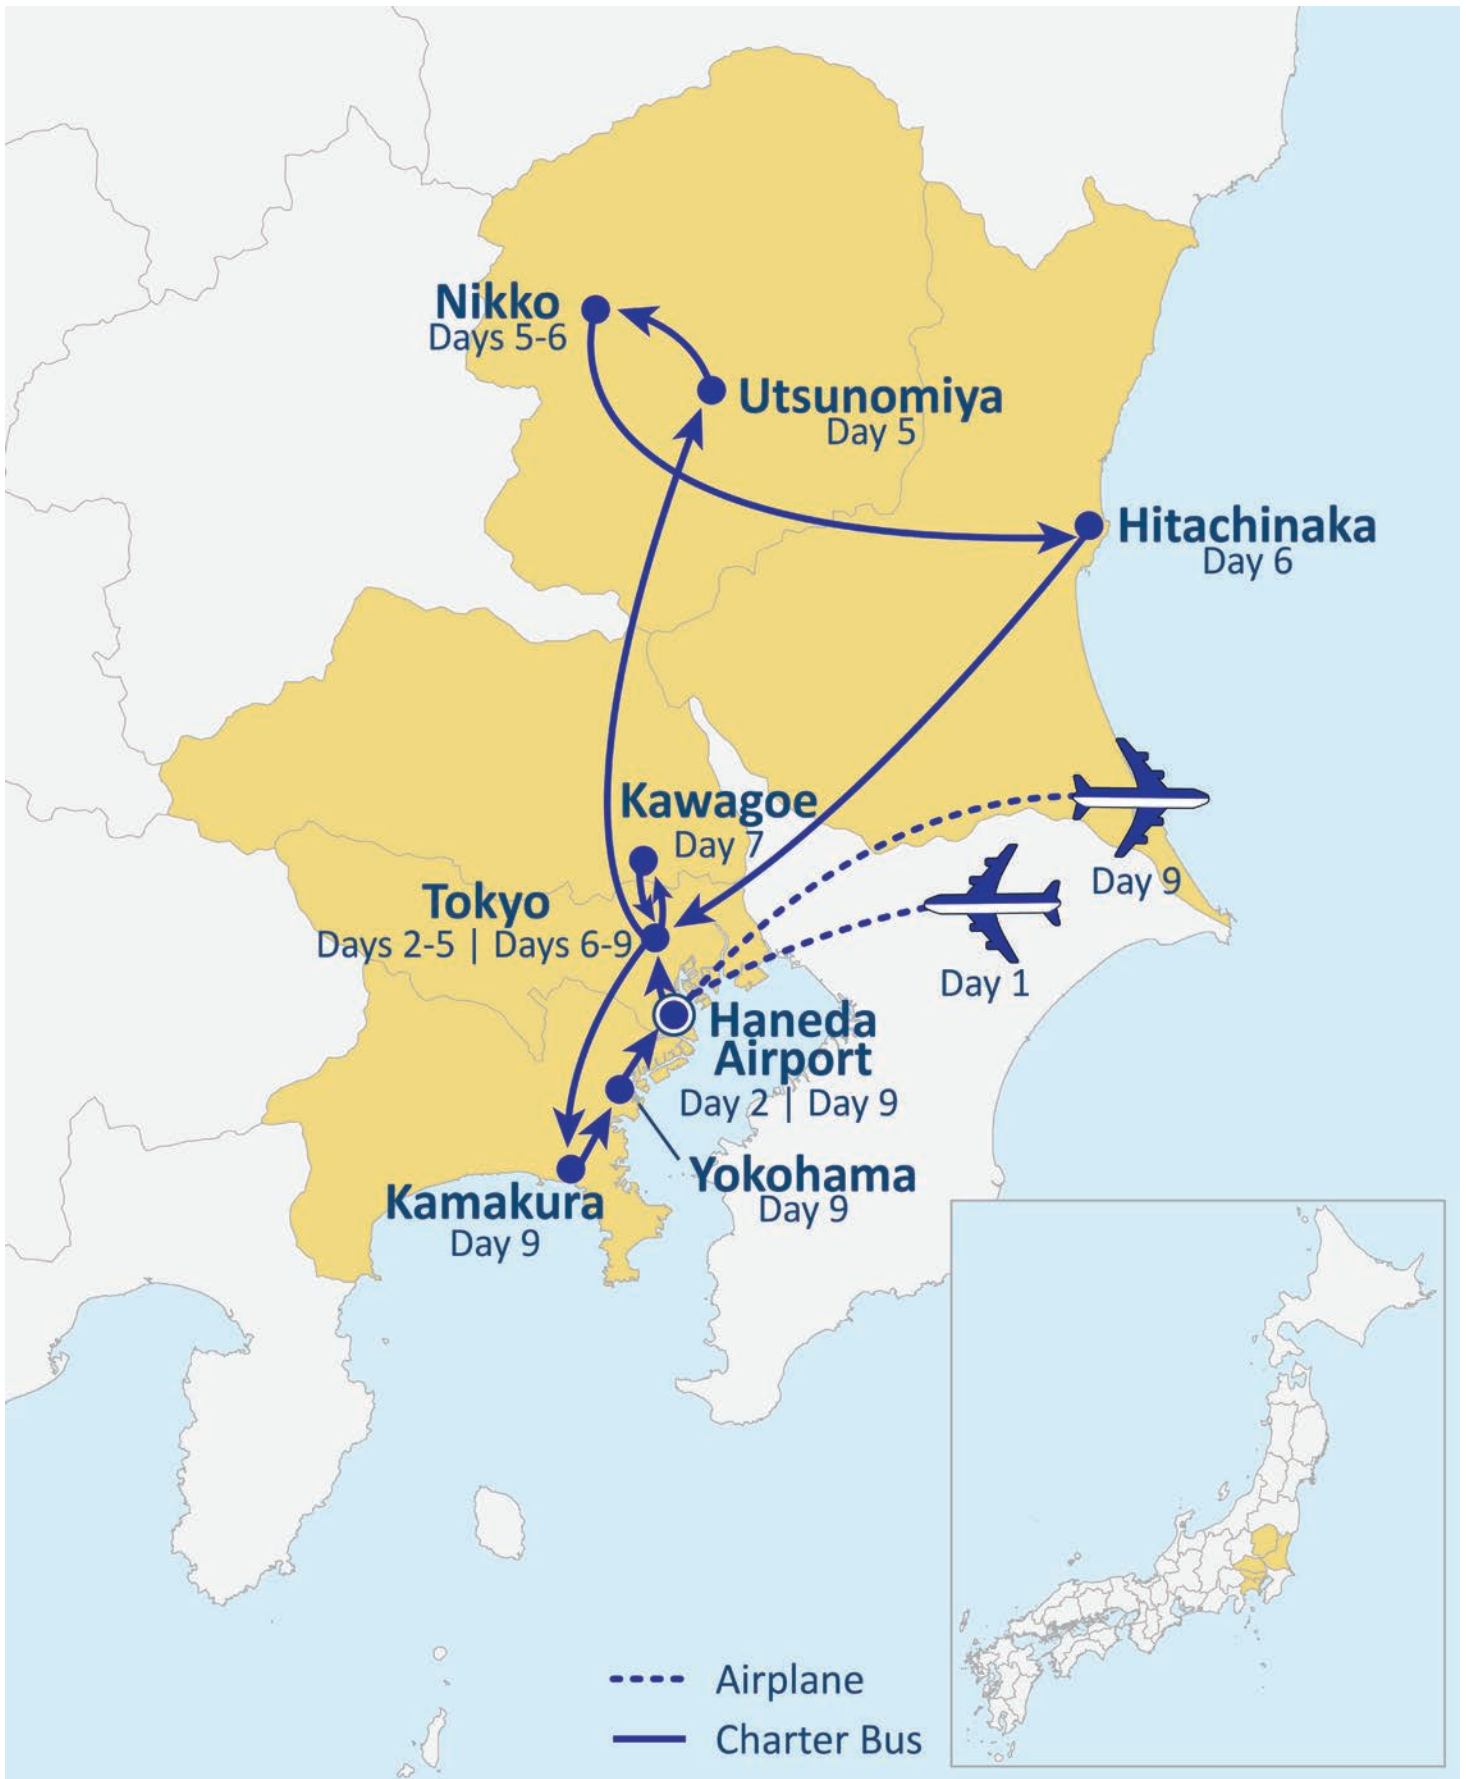 Nikko
Days 5-6
Utsunomiya
Day 5
Hitachinaka
Day 6
Kawagoe
Day 7
Tokyo
Days 2-5 | Days 6-9
Day 9
Day 1
Haneda
Airport
Day 2 | Day 9
Yokohama
Day 9
Kamakura
Day 9
Airplane
Charter Bus